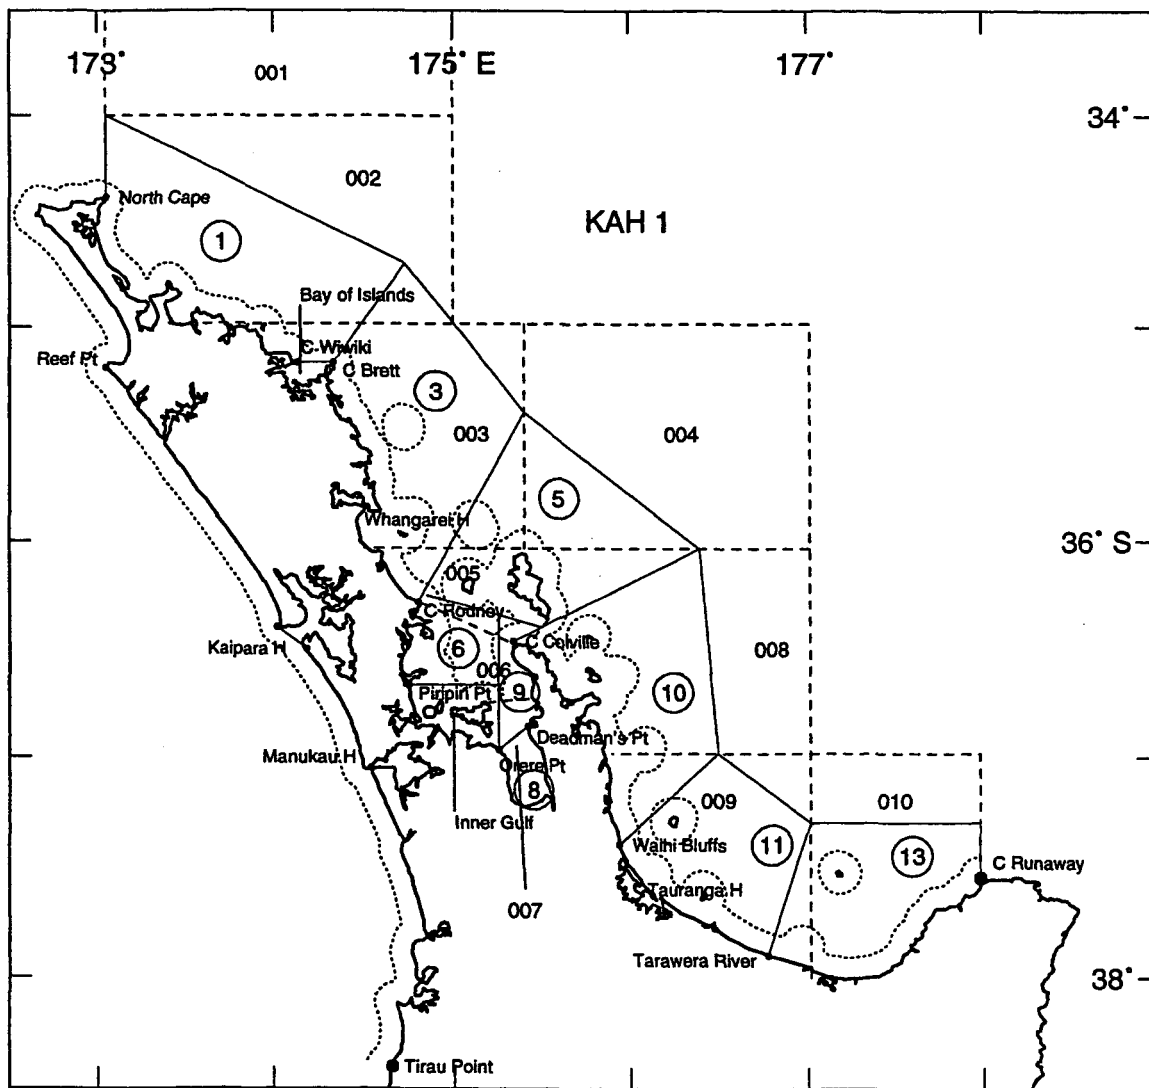 173°
175° E
177°
001
34°
002
North Cape
KAH 1
1
Bay of Islands
C Wiwiki
Reef Pt
C Brett
3
003
004
5
Whangarei H
36° S
005
C Rodney
Kaipara H
6
C Colville
008
006
9
10
Piripiri Pt
Deadman's Pt
Manukau H
Orere Pt
8
009
010
Inner Gulf
Waihi Bluffs
11
13
C Runaway
Tauranga H
007
Tarawera River
38°
Tirau Point